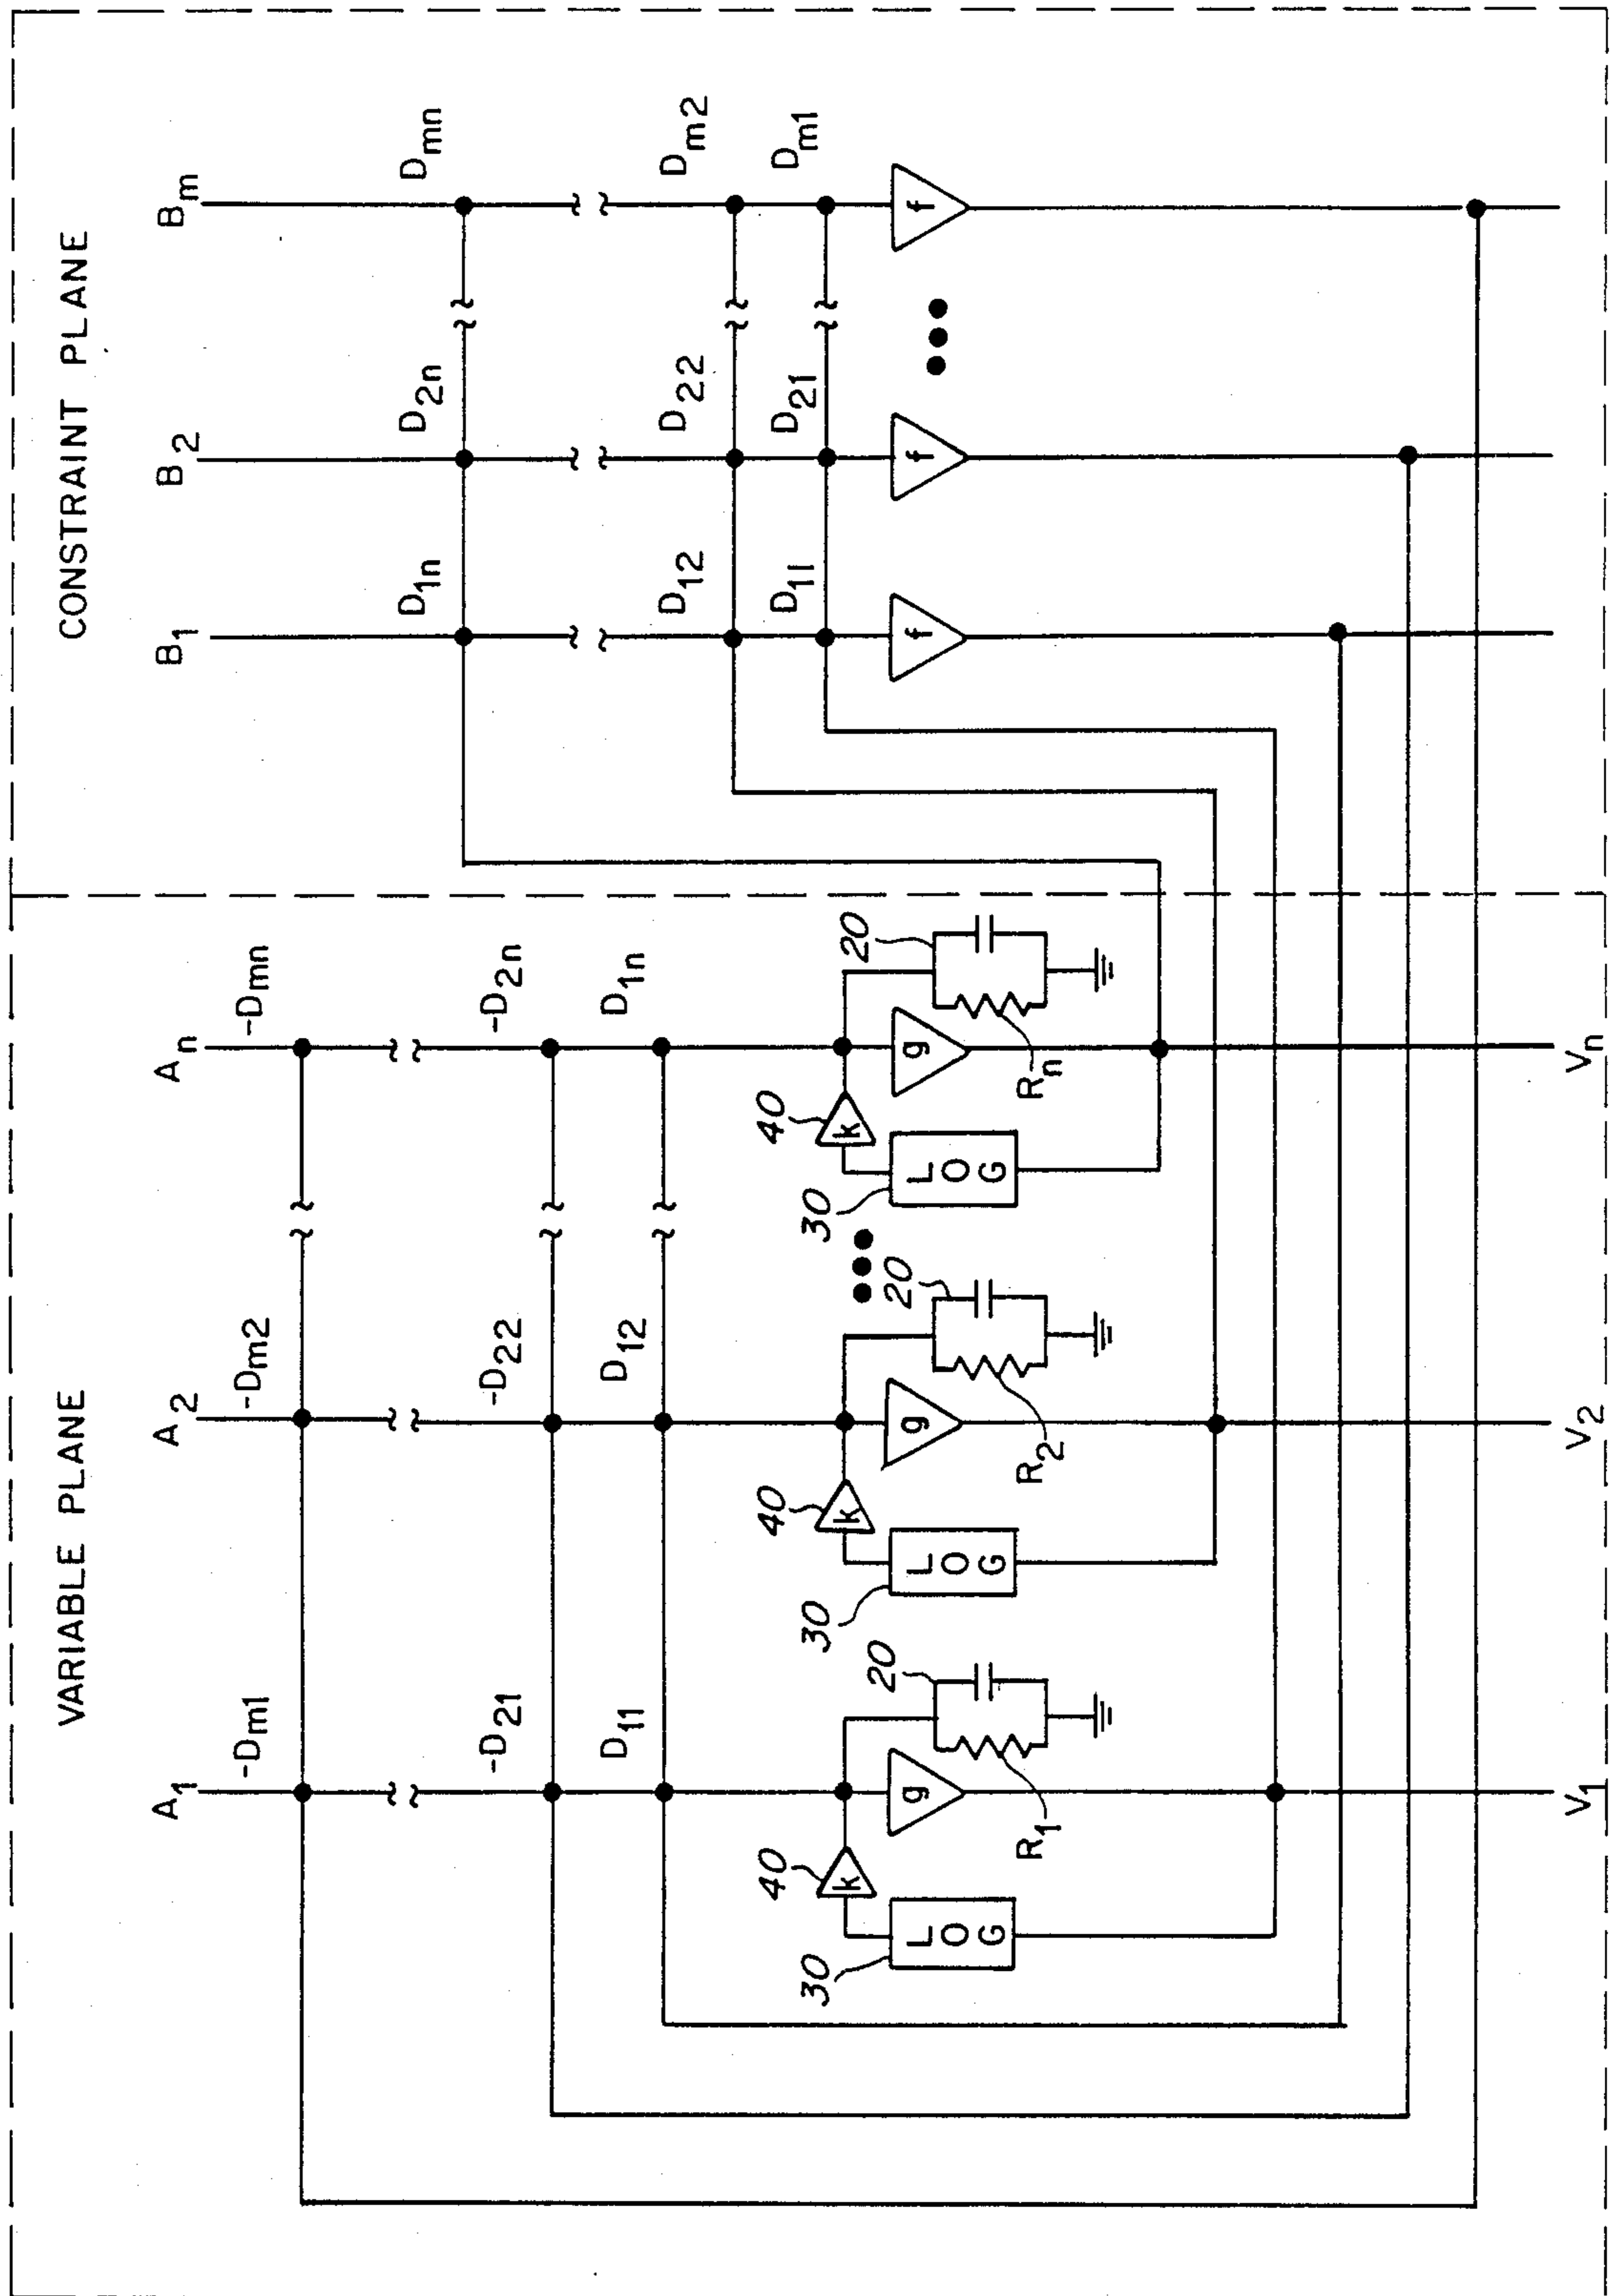 VARIABLE PLANE
CONSTRAINT PLANE
A1 A2 An B1 B2 Bm
-Dm1 -Dm2 -Dmn
D1n D2n Dmn
-D21 -D22 -D2n
D12 D22 Dm2
D11 D12 D1n
D11 D21 Dm1
40 20 40 20 40 20
k k k
30 LOG g 30 LOG g 30 LOG g f f f
R1 R2 Rn
V1 V2 Vn